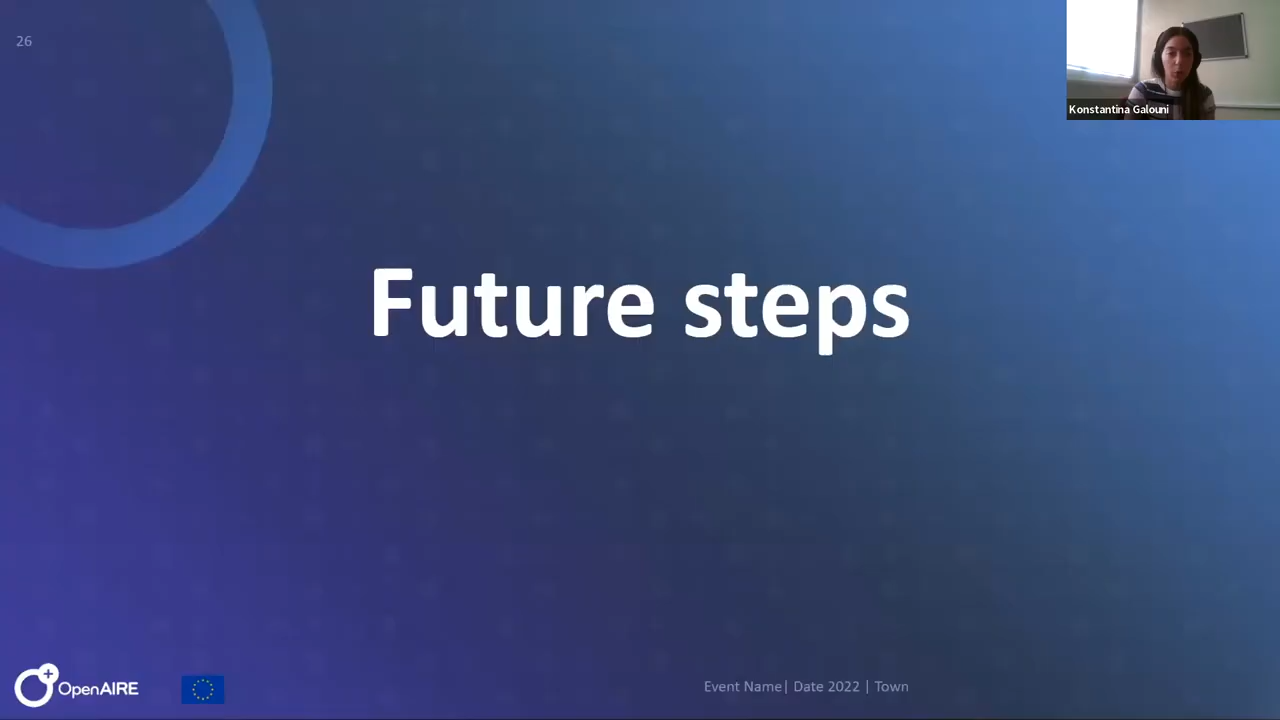 26
Konstantina Galouni
Future steps
OpenAIRE
Event Name| Date 2022 | Town